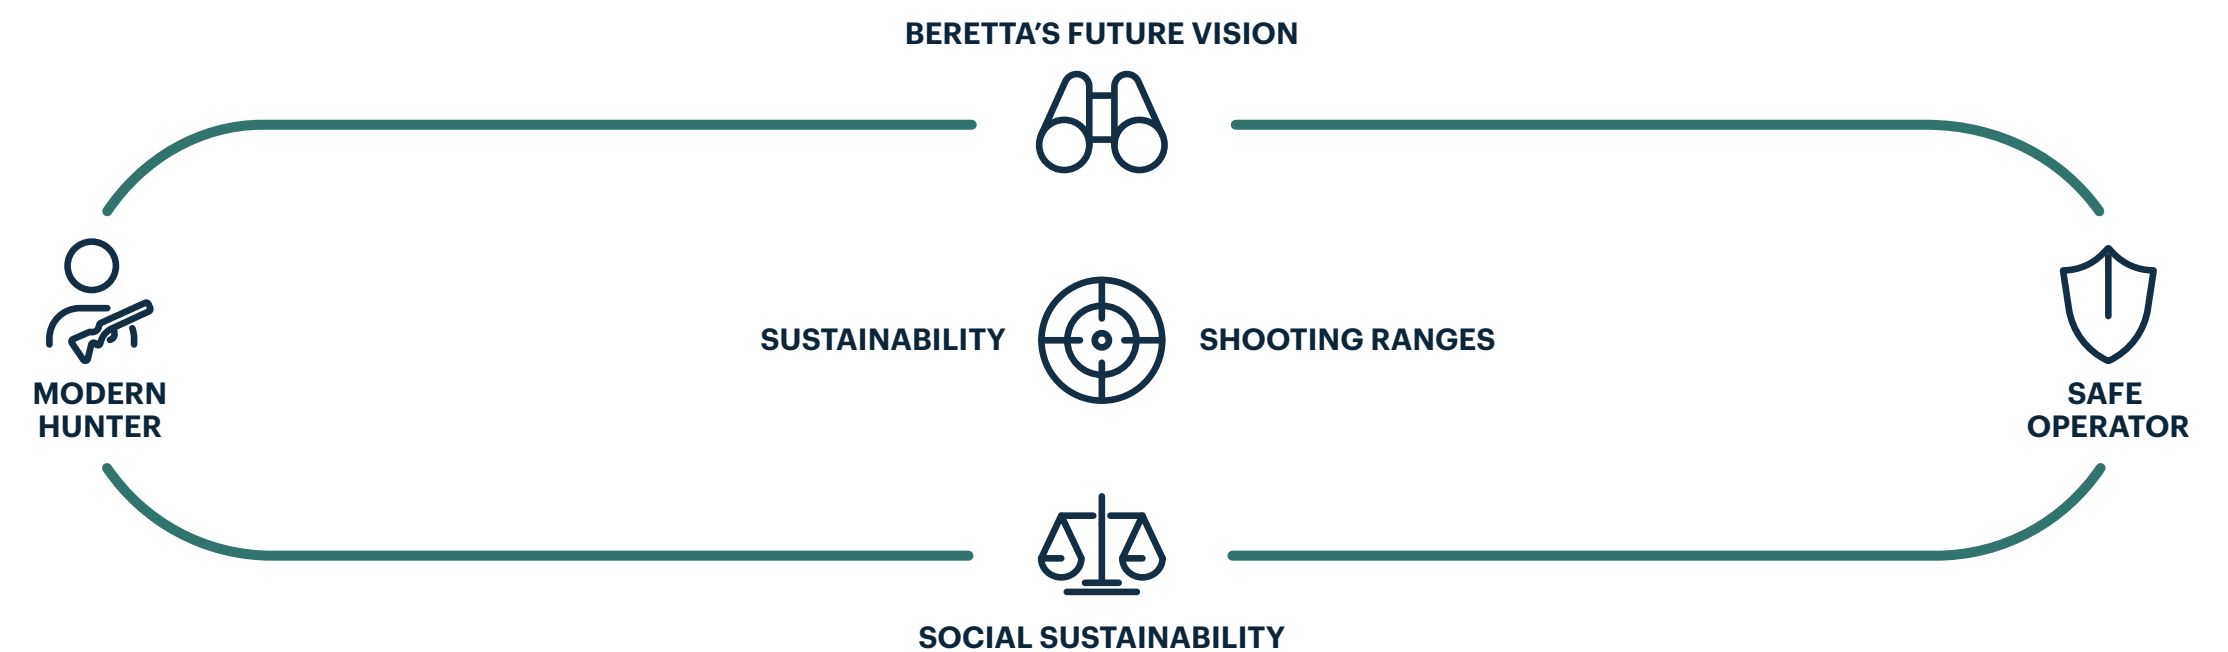 BERETTA’S FUTURE VISION
SUSTAINABILITY
SHOOTING RANGES
MODERN
HUNTER
SAFE
OPERATOR
SOCIAL SUSTAINABILITY